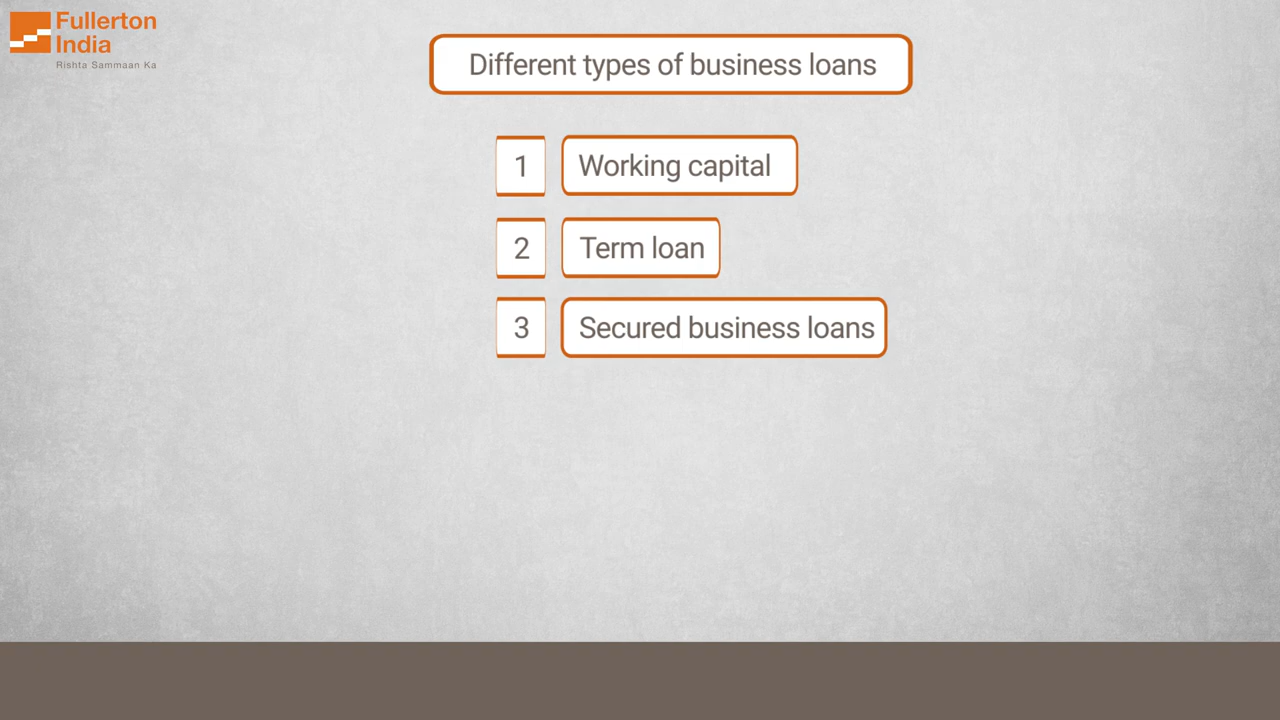 Fullerton
India
Rishta Sammaan Ka
Different types of business loans
1 Working capital
2 Term loan
3 Secured business loans